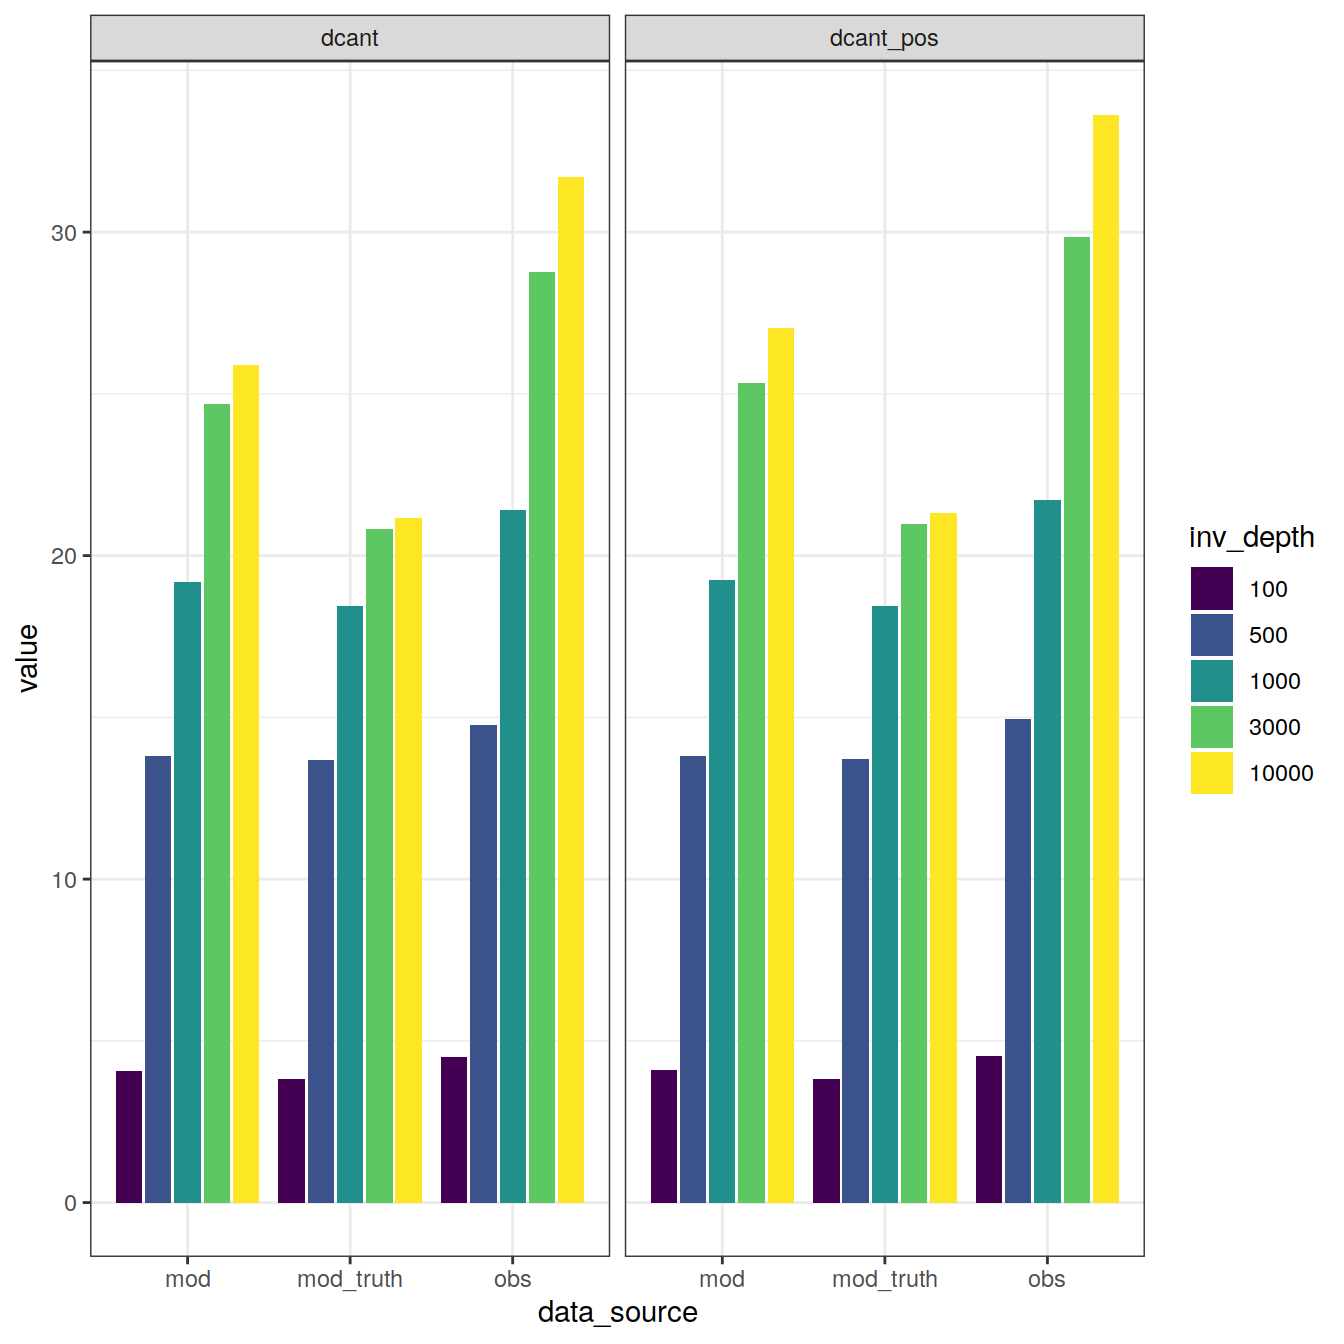 dcant
dcant_pos
30
20
10
0
value
mod
mod_truth
obs
mod
mod_truth
obs
data_source
inv_depth
100
500
1000
3000
10000